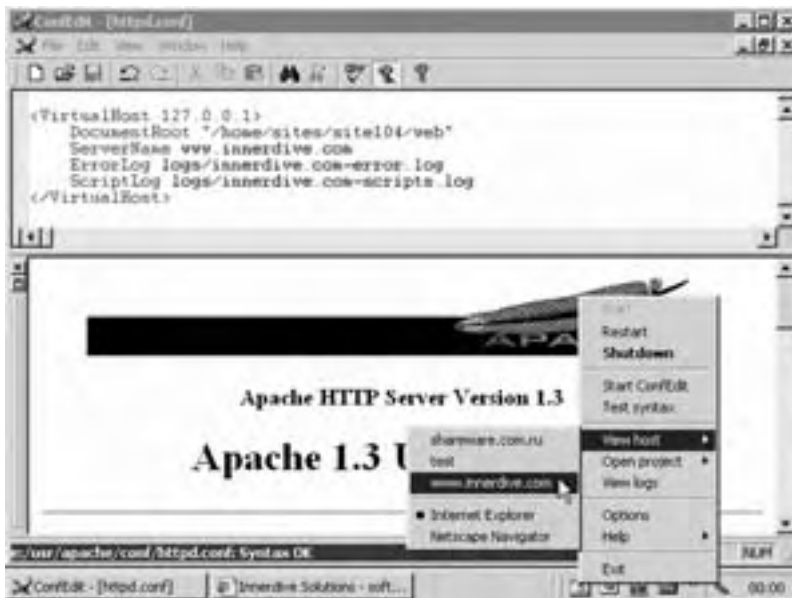 ConfEdit - [httpd.conf]
File Edit View Window Help
<VirtualHost 127.0.0.1>
DocumentRoot "/home/sites/site104/web"
ServerName www.innerdive.com
ErrorLog logs/innerdive.com-error.log
ScriptLog logs/innerdive.com-scripts.log
</VirtualHost>
APA
Apache HTTP Server Version 1.3
Apache 1.3 U
Start
Restart
Shutdown
Start ConfEdit
Test syntax
View host
Open project
View logs
Options
Help
Exit
shareware.com.ru
test
www.innerdive.com
Internet Explorer
Netscape Navigator
e:/usr/apache/conf/httpd.conf: Syntax OK
NUM
ConfEdit - [httpd.conf]
Innerdive Solutions - soft...
00:00